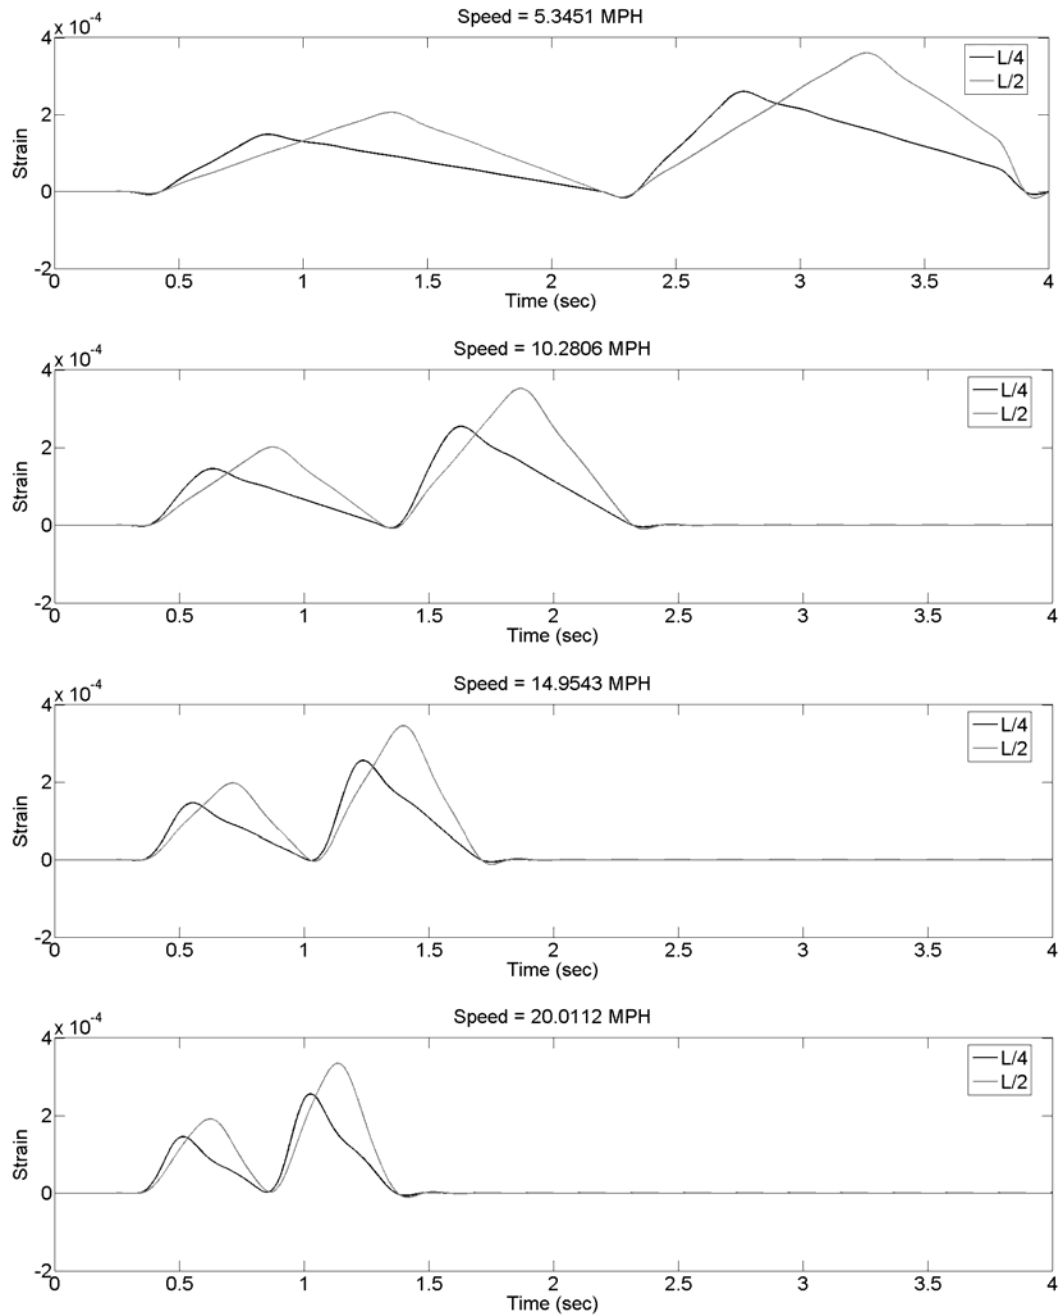 Speed = 5.3451 MPH
x 10-4
4
2
0
-2
Strain
L/4
L/2
0 0.5 1 1.5 2 2.5 3 3.5 4
Time (sec)
Speed = 10.2806 MPH
x 10-4
4
2
0
-2
Strain
L/4
L/2
0 0.5 1 1.5 2 2.5 3 3.5 4
Time (sec)
Speed = 14.9543 MPH
x 10-4
4
2
0
-2
Strain
L/4
L/2
0 0.5 1 1.5 2 2.5 3 3.5 4
Time (sec)
Speed = 20.0112 MPH
x 10-4
4
2
0
-2
Strain
L/4
L/2
0 0.5 1 1.5 2 2.5 3 3.5 4
Time (sec)